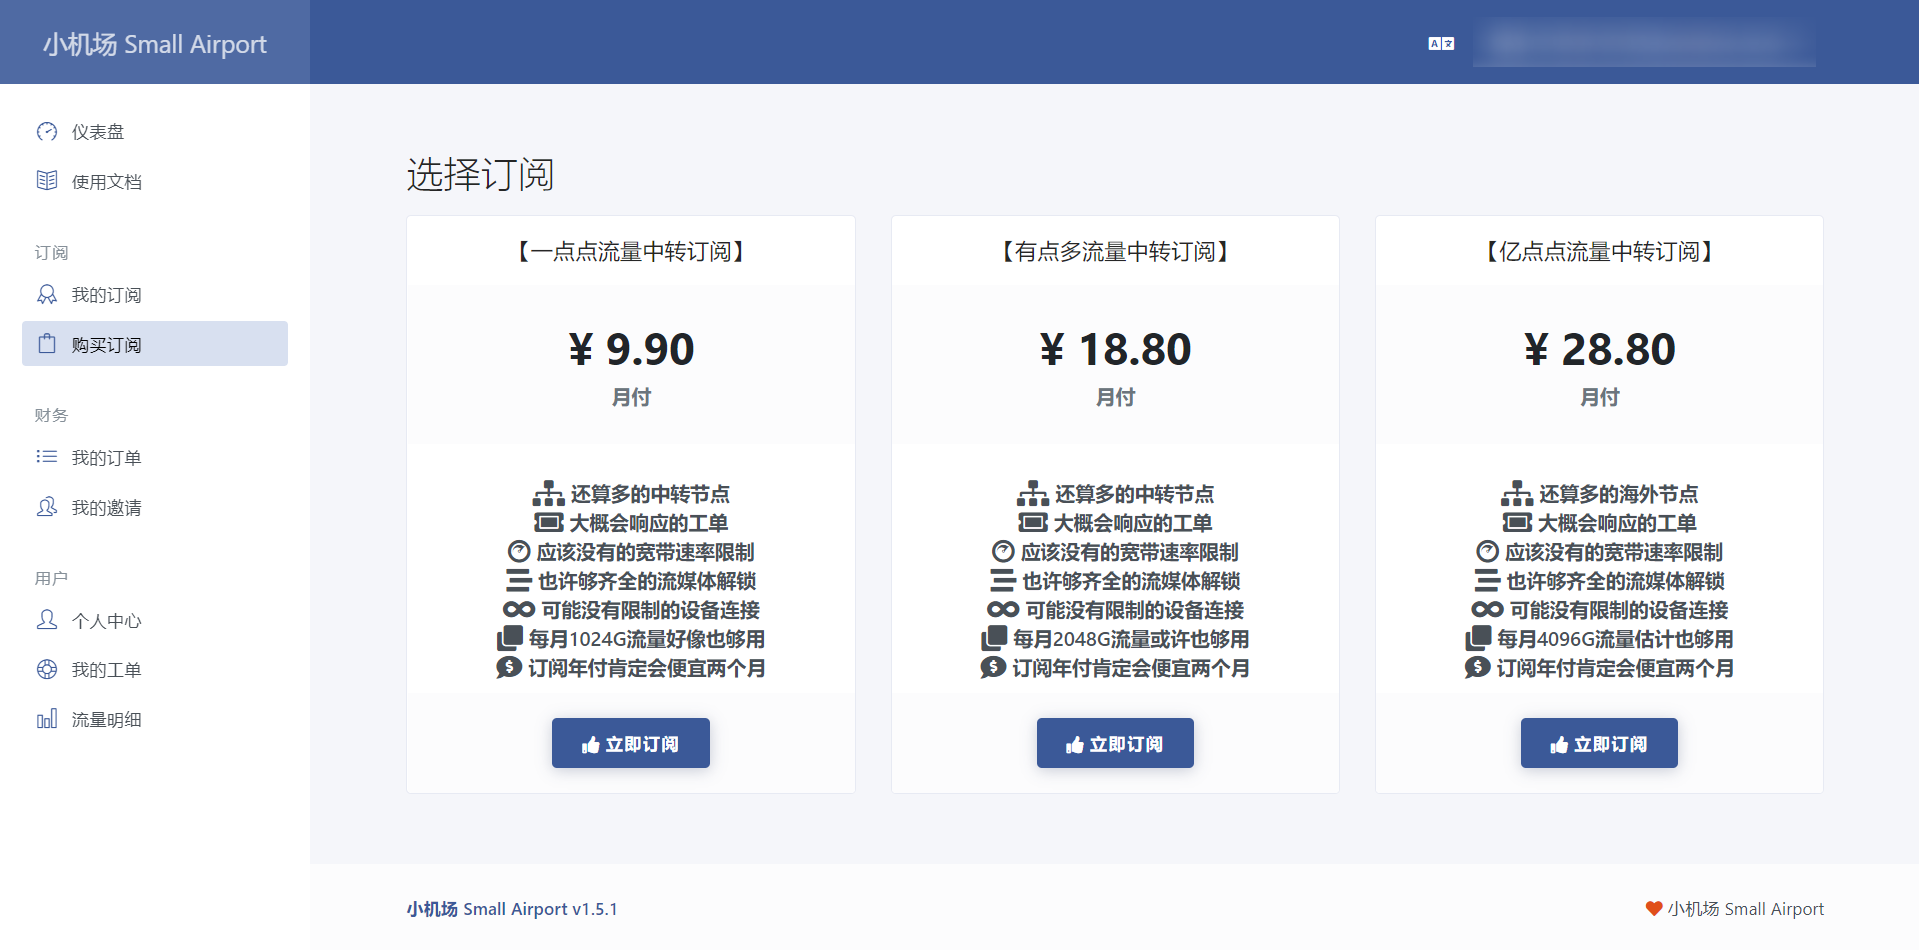 小机场 Small Airport
仪表盘
使用文档
订阅
我的订阅
购买订阅
财务
我的订单
我的邀请
用户
个人中心
我的工单
流量明细
选择订阅
【一点点流量中转订阅】
¥ 9.90
月付
还算多的中转节点
大概会响应的工单
应该没有的宽带速率限制
也许够齐全的流媒体解锁
可能没有限制的设备连接
每月1024G流量好像也够用
订阅年付肯定会便宜两个月
立即订阅
【有点多流量中转订阅】
¥ 18.80
月付
还算多的中转节点
大概会响应的工单
应该没有的宽带速率限制
也许够齐全的流媒体解锁
可能没有限制的设备连接
每月2048G流量或许也够用
订阅年付肯定会便宜两个月
立即订阅
【亿点点流量中转订阅】
¥ 28.80
月付
还算多的海外节点
大概会响应的工单
应该没有的宽带速率限制
也许够齐全的流媒体解锁
可能没有限制的设备连接
每月4096G流量估计也够用
订阅年付肯定会便宜两个月
立即订阅
小机场 Small Airport v1.5.1
小机场 Small Airport